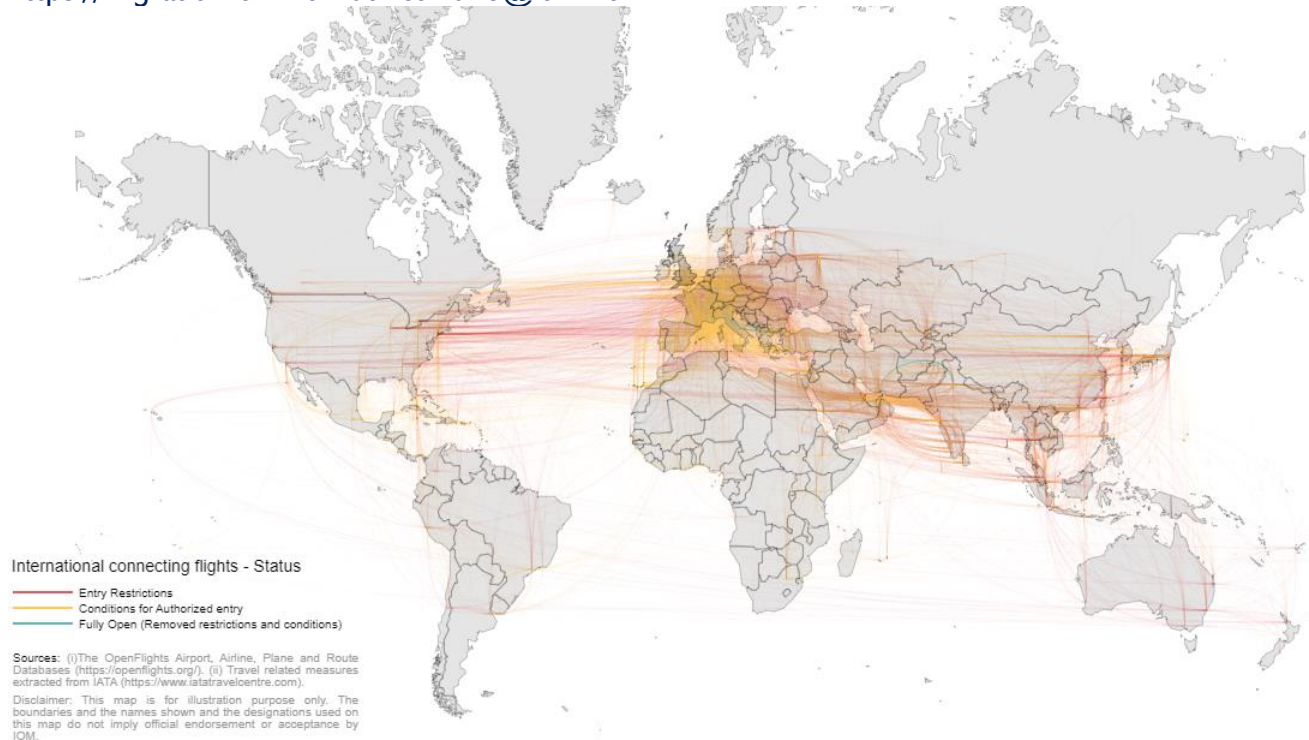 International connecting flights - Status
Entry Restrictions
Conditions for Authorized entry
Fully Open (Removed restrictions and conditions)
Sources: (i)The OpenFlights Airport, Airline, Plane and Route
Databases (https://openflights.org/). (ii) Travel related measures
extracted from IATA (https://www.iatatravelcentre.com).
Disclaimer: This map is for illustration purpose only. The
boundaries and the names shown and the designations used on
this map do not imply official endorsement or acceptance by
IOM.